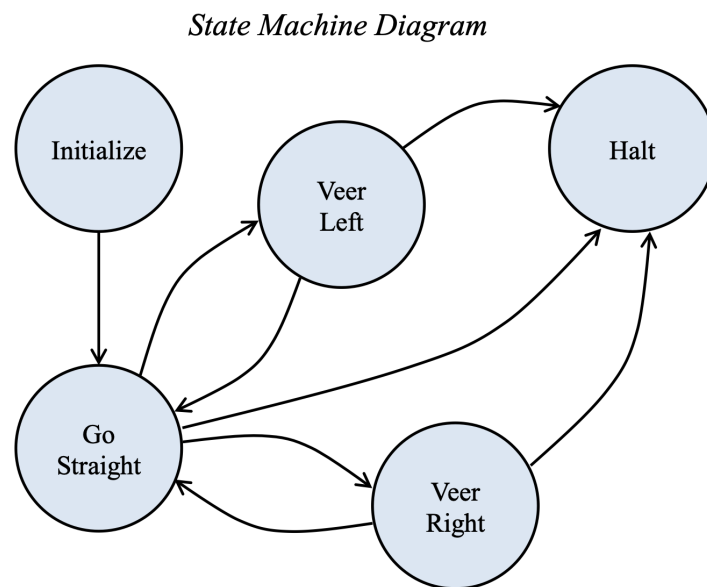 State Machine Diagram
Initialize
Veer
Left
Halt
Go
Straight
Veer
Right